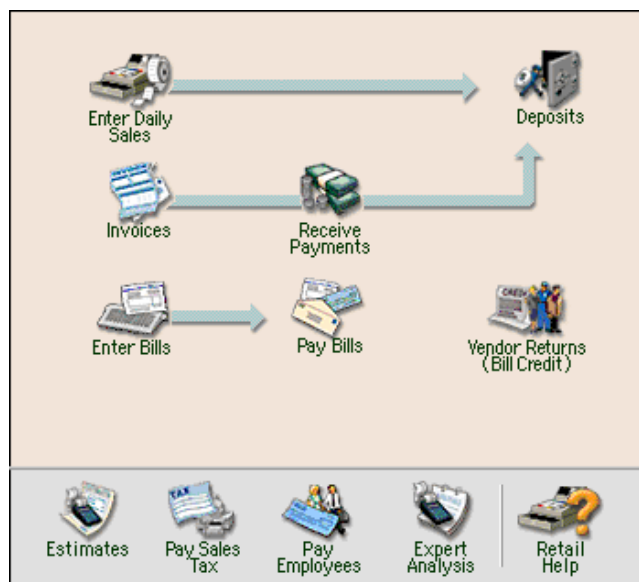 Enter Daily
Sales
Deposits
Invoices
Receive
Payments
Enter Bills
Pay Bills
Vendor Returns
(Bill Credit)
Estimates
Pay Sales
Tax
Pay
Employees
Expert
Analysis
Retail
Help